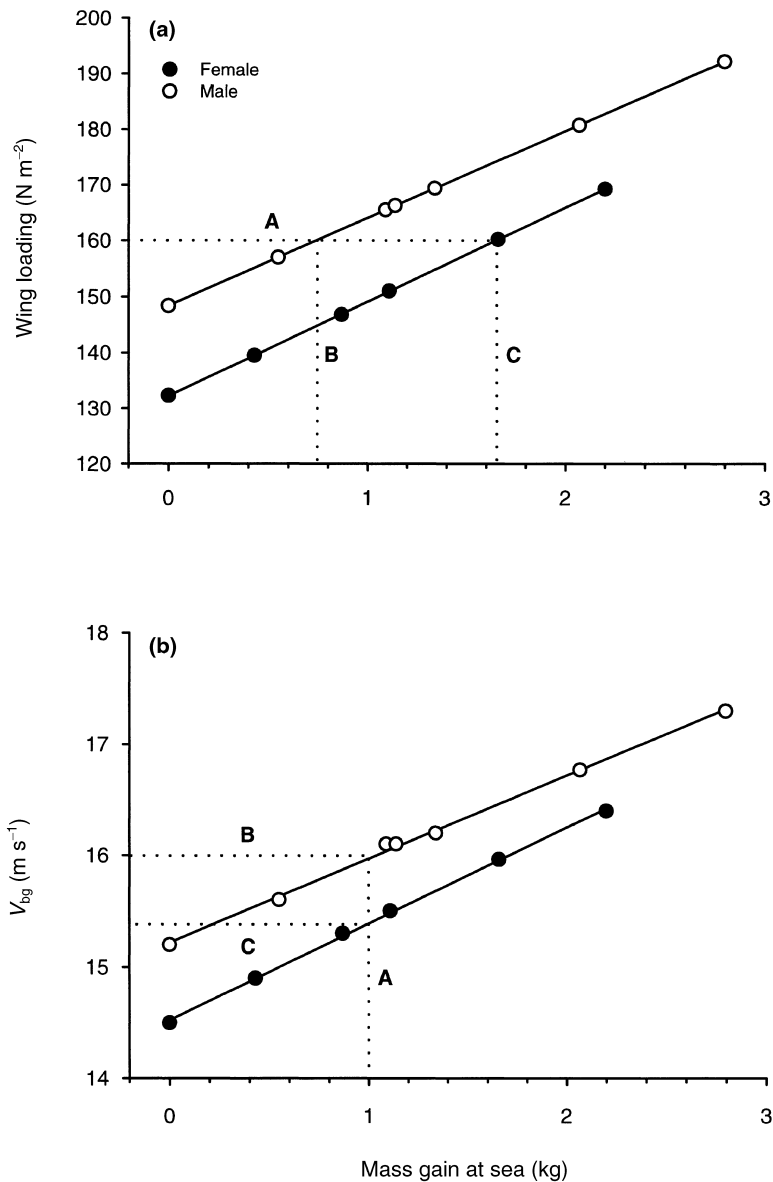 (a)
Female
Male
Wing loading (N m⁻²)
200
190
180
170
160
150
140
130
120
A
B
C
0 1 2 3
(b)
V_bg (m s⁻¹)
18
17
16
15
14
B
C
A
0 1 2 3
Mass gain at sea (kg)